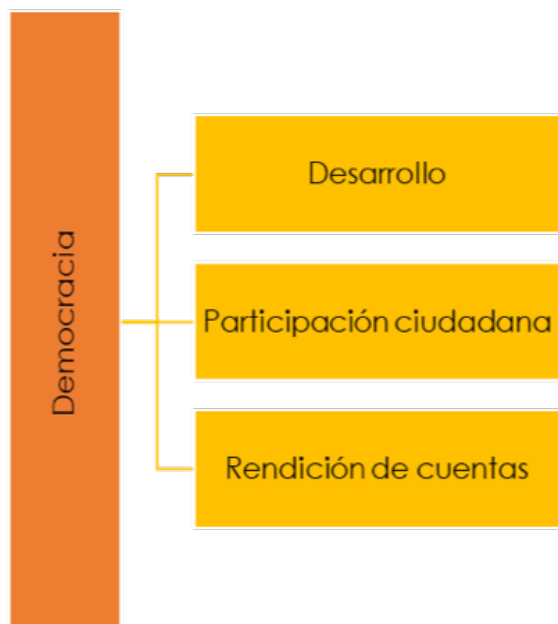 Democracia
Desarrollo
Participación ciudadana
Rendición de cuentas